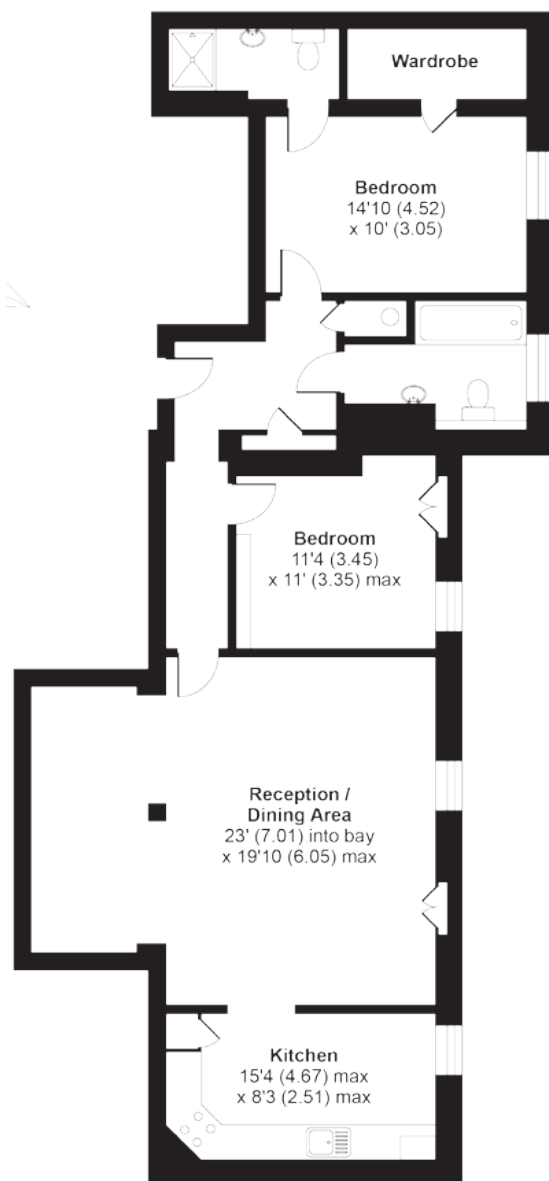 Wardrobe
Bedroom
14'10 (4.52)
x 10' (3.05)
Bedroom
11'4 (3.45)
x 11' (3.35) max
Reception /
Dining Area
23' (7.01) into bay
x 19'10 (6.05) max
Kitchen
15'4 (4.67) max
x 8'3 (2.51) max